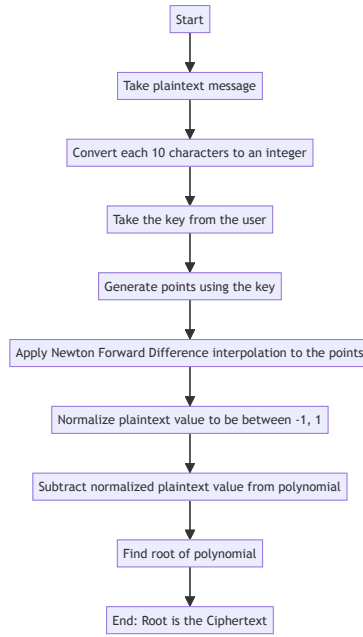 Start
Take plaintext message
Convert each 10 characters to an integer
Take the key from the user
Generate points using the key
Apply Newton Forward Difference interpolation to the points
Normalize plaintext value to be between -1, 1
Subtract normalized plaintext value from polynomial
Find root of polynomial
End: Root is the Ciphertext